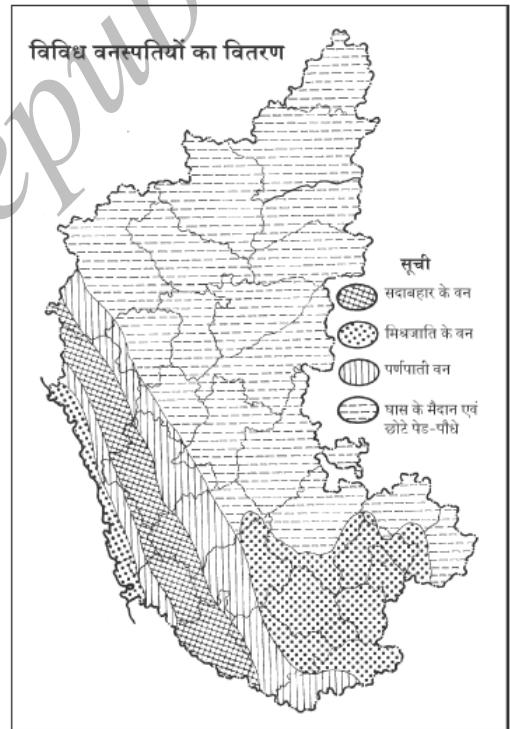 विविध वनस्पतियों का वितरण
सूची
सदाबहार के वन
मिश्रजाति के वन
पर्णपाती वन
घास के मैदान एवं
छोटे पेड-पौधे